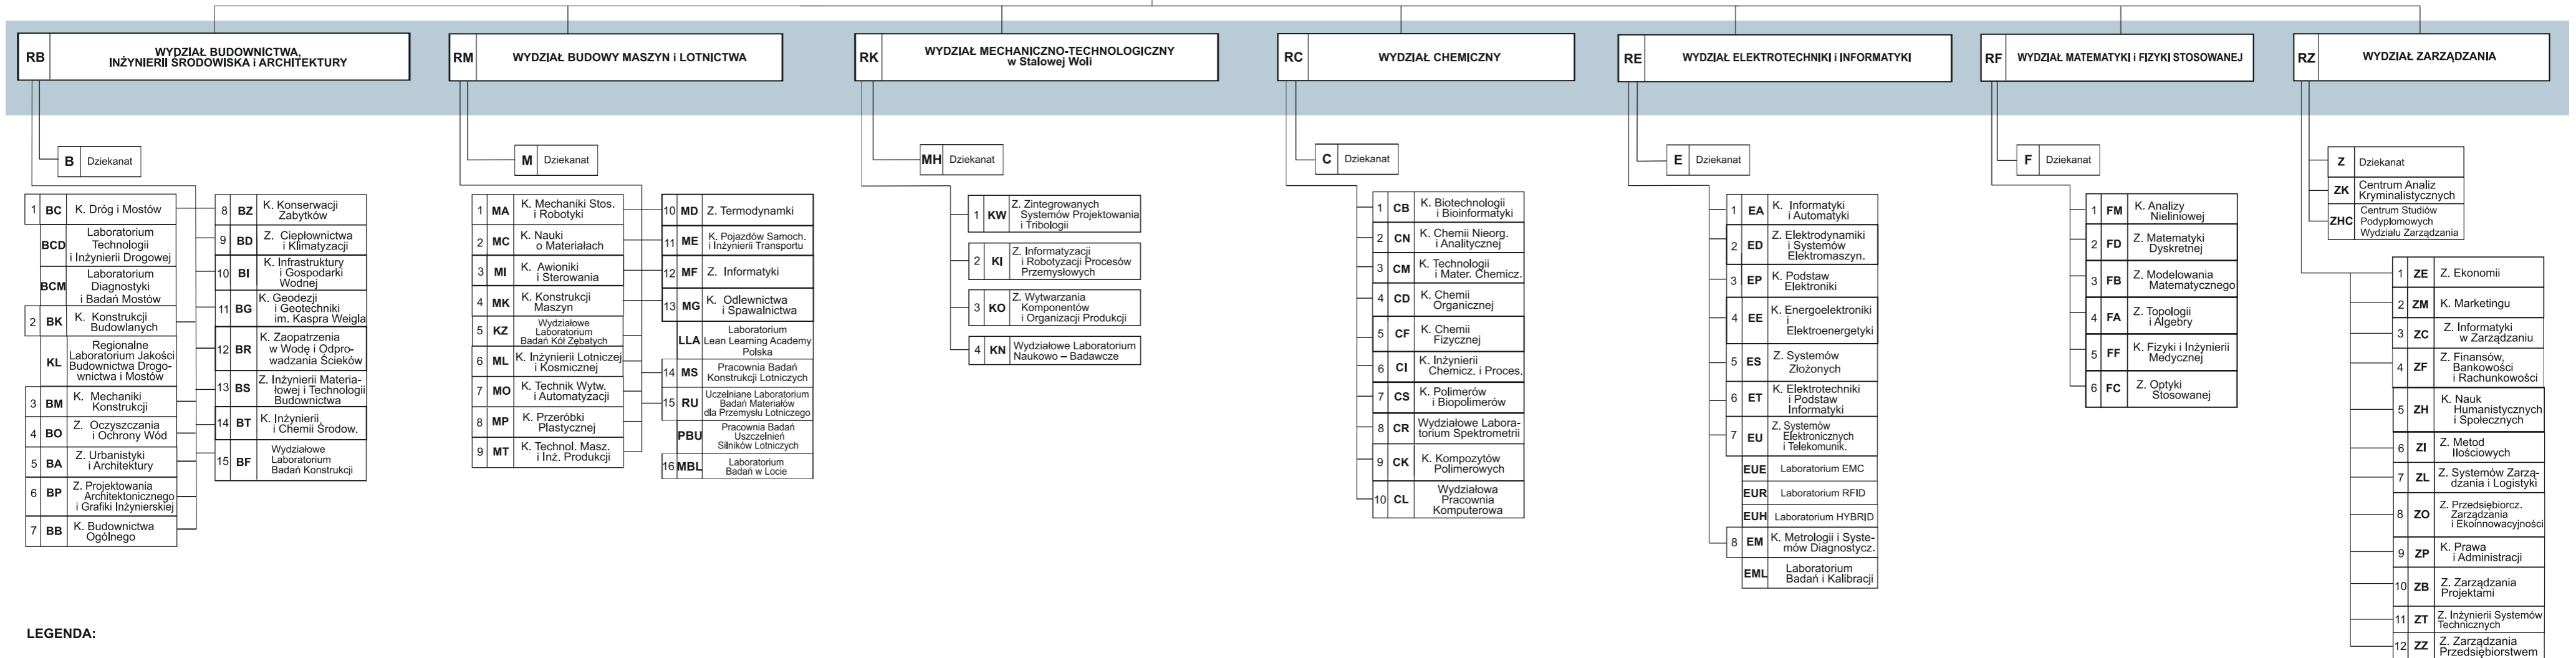 RB
WYDZIAŁ BUDOWNICTWA,
INŻYNIERII ŚRODOWISKA i ARCHITEKTURY
B Dziekanat
1 BC K. Dróg i Mostów
BCD Laboratorium
Technologii
i Inżynierii Drogowej
BCM Laboratorium
Diagnostyki
i Badań Mostów
2 BK K. Konstrukcji
Budowlanych
KL Regionalne
Laboratorium Jakości
Budownictwa Drogo-
wnictwa i Mostów
3 BM K. Mechaniki
Konstrukcji
4 BO Z. Oczyszczania
i Ochrony Wód
5 BA Z. Urbanistyki
i Architektury
6 BP Z. Projektowania
Architektonicznego
i Grafiki Inżynierskiej
7 BB K. Budownictwa
Ogólnego
8 BZ K. Konserwacji
Zabytków
9 BD Z. Ciepłownictwa
i Klimatyzacji
10 BI K. Infrastruktury
i Gospodarki
Wodnej
11 BG K. Geodezji
i Geotechniki
im. Kaspra Weigla
12 BR K. Zaopatrzenia
w Wodę i Odpro-
wadzania Ścieków
13 BS Z. Inżynierii Materia-
łowej i Technologii
Budownictwa
14 BT K. Inżynierii
i Chemii Środow.
15 BF Wydziałowe
Laboratorium
Badań Konstrukcji
RM WYDZIAŁ BUDOWY MASZYN i LOTNICTWA
M Dziekanat
1 MA K. Mechaniki Stos.
i Robotyki
2 MC K. Nauki
o Materiałach
3 MI K. Awioniki
i Sterowania
4 MK K. Konstrukcji
Maszyn
5 KZ Wydziałowe
Laboratorium
Badań Kół Zębatych
6 ML K. Inżynierii Lotniczej
i Kosmicznej
7 MO K. Technik Wytw.
i Automatyzacji
8 MP K. Przeróbki
Plastycznej
9 MT K. Technol. Masz.
i Inż. Produkcji
10 MD Z. Termodynamki
11 ME K. Pojazdów Samoch.
i Inżynierii Transportu
12 MF Z. Informatyki
13 MG K. Odlewnictwa
i Spawalnictwa
LLA Laboratorium
Lean Learning Academy
Polska
14 MS Pracownia Badań
Konstrukcji Lotniczych
15 RU Uczelniane Laboratorium
Badań Materiałów
dla Przemysłu Lotniczego
PBU Pracownia Badań
Uszczelnień
Silników Lotniczych
16 MBL Laboratorium
Badań w Locie
RK WYDZIAŁ MECHANICZNO-TECHNOLOGICZNY
w Stalowej Woli
MH Dziekanat
1 KW Z. Zintegrowanych
Systemów Projektowania
i Tribologii
2 KI Z. Informatyzacji
i Robotyzacji Procesów
Przemysłowych
3 KO Z. Wytwarzania
Komponentów
i Organizacji Produkcji
4 KN Wydziałowe Laboratorium
Naukowo – Badawcze
RC WYDZIAŁ CHEMICZNY
C Dziekanat
1 CB K. Biotechnologii
i Bioinformatyki
2 CN K. Chemii Nieorg.
i Analitycznej
3 CM K. Technologii
i Mater. Chemicz.
4 CD K. Chemii
Organicznej
5 CF K. Chemii
Fizycznej
6 CI K. Inżynierii
Chemicz. i Proces.
7 CS K. Polimerów
i Biopolimerów
8 CR Wydziałowe Labora-
torium Spektrometrii
9 CK K. Kompozytów
Polimerowych
10 CL Wydziałowa
Pracownia
Komputerowa
RE WYDZIAŁ ELEKTROTECHNIKI i INFORMATYKI
E Dziekanat
1 EA K. Informatyki
i Automatyki
2 ED Z. Elektrodynamiki
i Systemów
Elektromaszyn.
3 EP K. Podstaw
Elektroniki
4 EE K. Energoelektroniki
i
Elektroenergetyki
5 ES Z. Systemów
Złożonych
6 ET K. Elektrotechniki
i Podstaw
Informatyki
7 EU Z. Systemów
Elektronicznych
i Telekomunik.
EUE Laboratorium EMC
EUR Laboratorium RFID
EUH Laboratorium HYBRID
8 EM K. Metrologii i Syste-
mów Diagnostycz.
EML Laboratorium
Badań i Kalibracji
RF WYDZIAŁ MATEMATYKI i FIZYKI STOSOWANEJ
F Dziekanat
1 FM K. Analizy
Nieliniowej
2 FD Z. Matematyki
Dyskretnej
3 FB Z. Modelowania
Matematycznego
4 FA Z. Topologii
i Algebry
5 FF K. Fizyki i Inżynierii
Medycznej
6 FC Z. Optyki
Stosowanej
RZ WYDZIAŁ ZARZĄDZANIA
Z Dziekanat
ZK Centrum Analiz
Kryminalistycznych
ZHC Centrum Studiów
Podyplomowych
Wydziału Zarządzania
1 ZE Z. Ekonomii
2 ZM K. Marketingu
3 ZC Z. Informatyki
w Zarządzaniu
4 ZF Z. Finansów,
Bankowości
i Rachunkowości
5 ZH K. Nauk
Humanistycznych
i Społecznych
6 ZI Z. Metod
Ilościowych
7 ZL Z. Systemów Zarzą-
dzania i Logistyki
8 ZO Z. Przedsiębiorcz.
Zarządzania
i Ekoinnowacyjności
9 ZP K. Prawa
i Administracji
10 ZB Z. Zarządzania
Projektami
11 ZT Z. Inżynierii Systemów
Technicznych
12 ZZ Z. Zarządzania
Przedsiębiorstwem
LEGENDA: